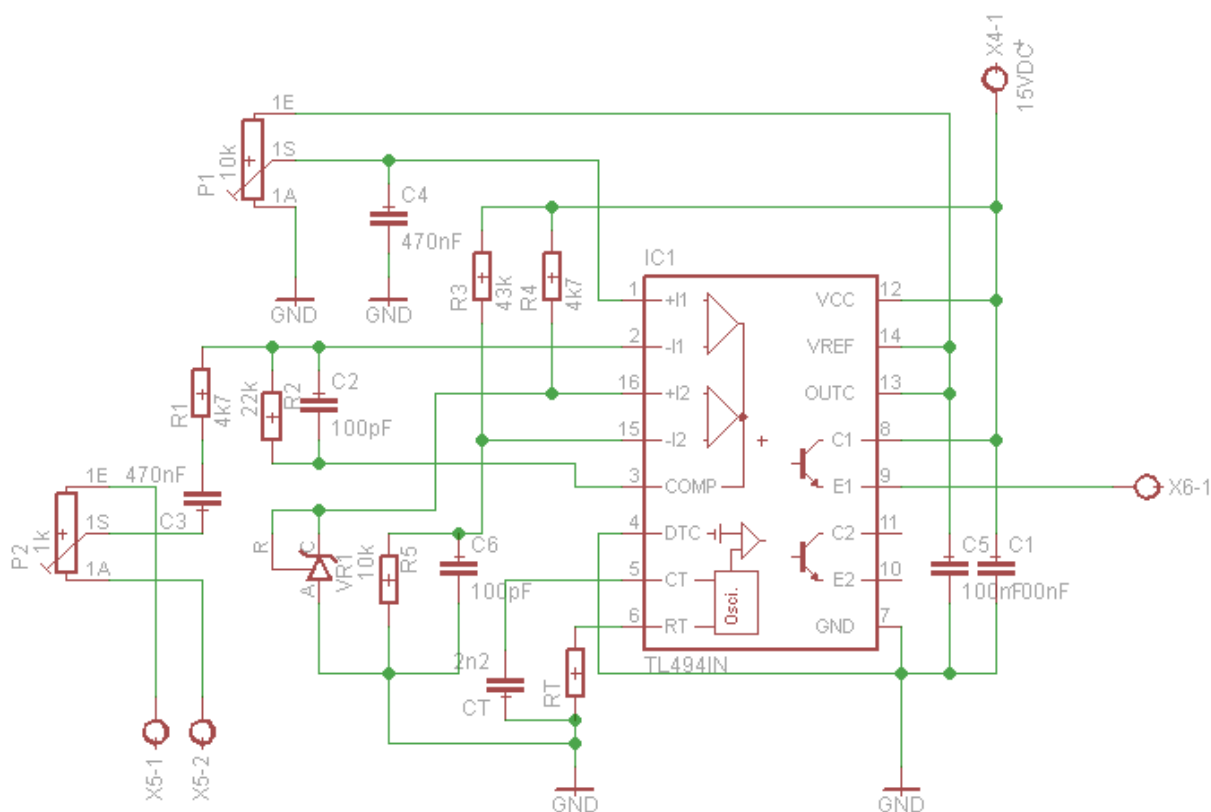 X4-1
15VDC+
1E
1S
1A
P1
10k
C4
470nF
GND
GND
R3
43k
R4
4k7
IC1
1
+I1
2
-I1
16
+I2
15
-I2
3
COMP
4
DTC
5
CT
6
RT
Osci.
VCC
12
VREF
14
OUTC
13
C1
8
E1
9
C2
11
E2
10
GND
7
TL494IN
X6-1
R1
4k7
22k
R2
C2
100pF
470nF
C3
1E
1S
1A
P2
1k
R
C
A
VR1
10k
R5
C6
100pF
2n2
CT
RT
C5
100nF
C1
00nF
X5-1
X5-2
GND
GND